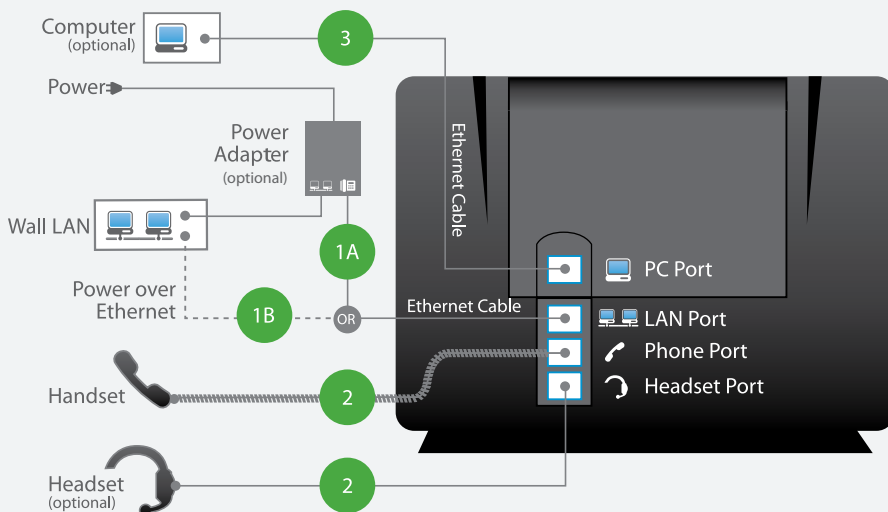 Computer
(optional)
3
Power
Power
Adapter
(optional)
Ethernet Cable
Wall LAN
1A
PC Port
Power over
Ethernet
1B
OR
Ethernet Cable
LAN Port
Phone Port
Handset
2
Headset Port
Headset
(optional)
2